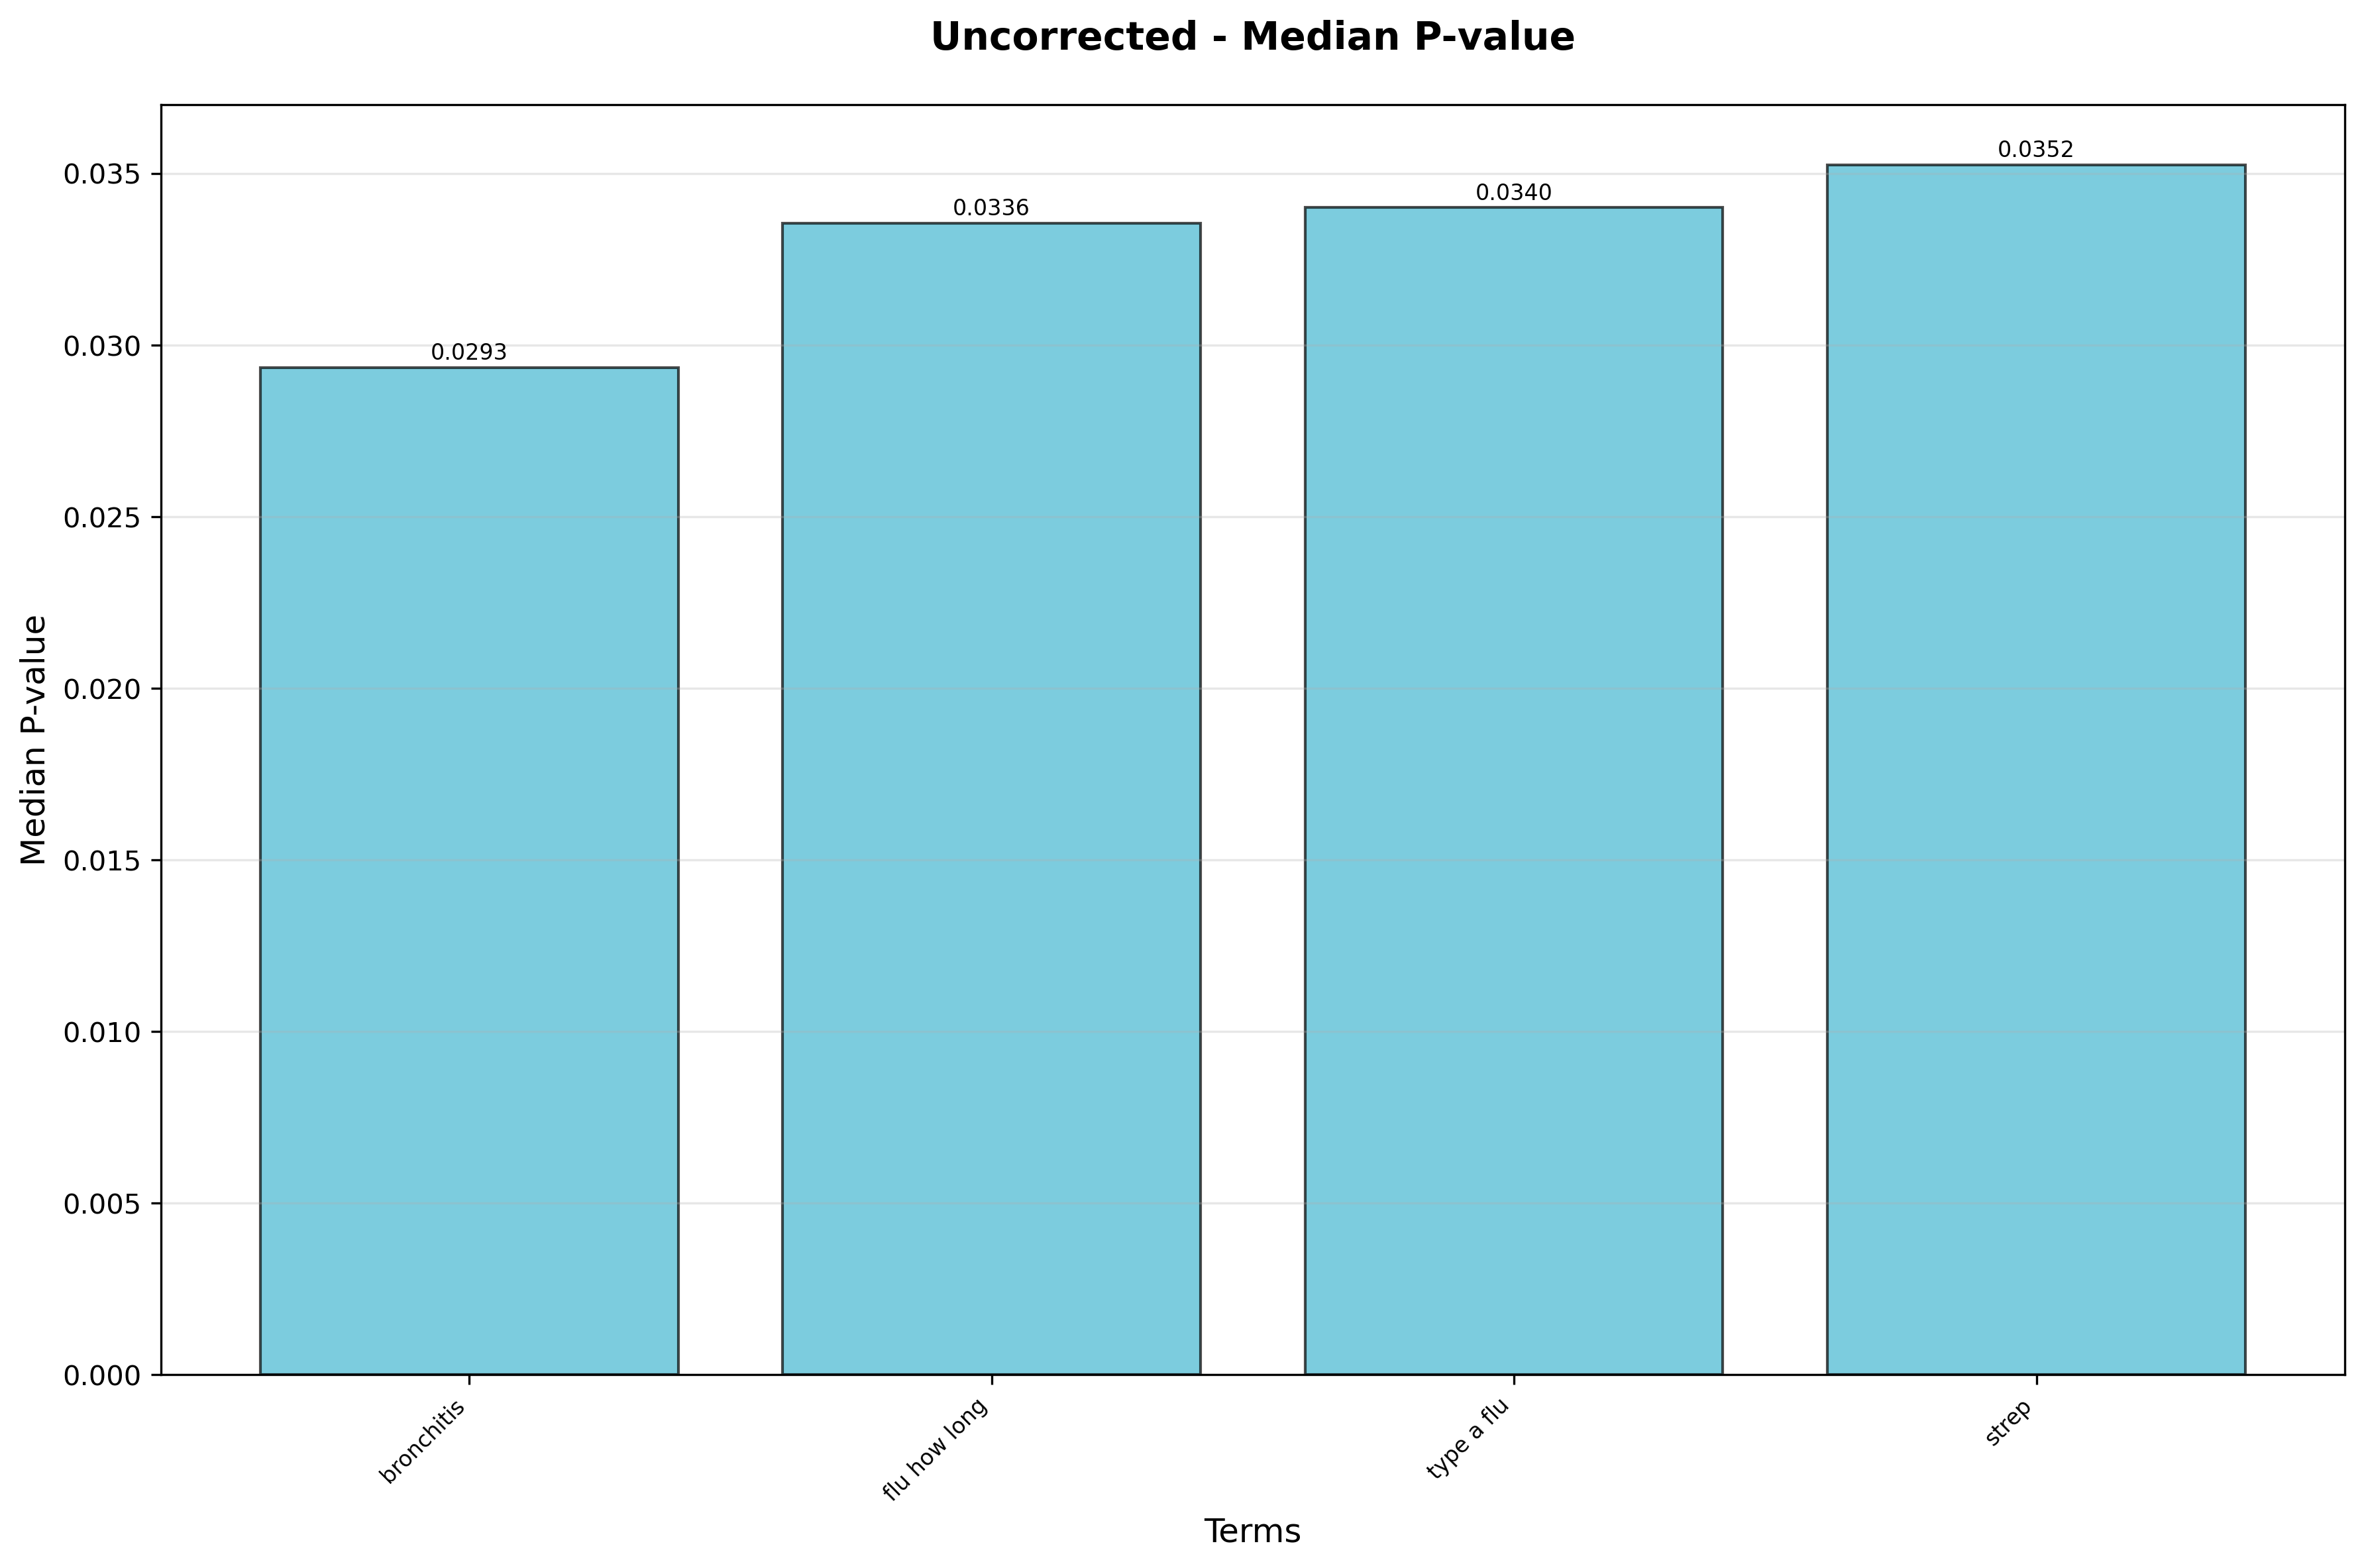 Uncorrected - Median P-value
0.035
0.030
0.025
0.020
0.015
0.010
0.005
0.000
Median P-value
0.0293
0.0336
0.0340
0.0352
bronchitis
flu how long
type a flu
strep
Terms